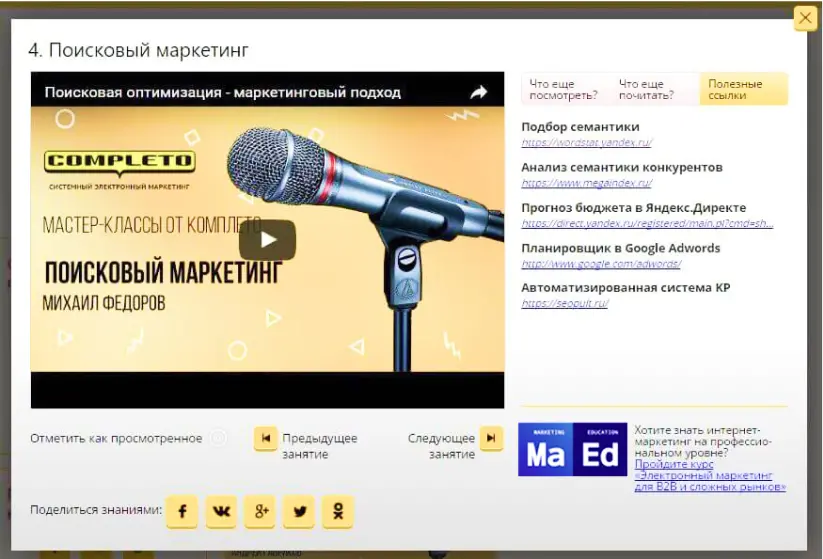 4. Поисковый маркетинг
Поисковая оптимизация - маркетинговый подход
COMPLETO
СИСТЕМНЫЙ ЭЛЕКТРОННЫЙ МАРКЕТИНГ
МАСТЕР-КЛАССЫ ОТ КОМПЛЕТО
ПОИСКОВЫЙ МАРКЕТИНГ
МИХАИЛ ФЕДОРОВ
Отметить как просмотренное
Предыдущее
занятие
Следующее
занятие
Поделиться знаниями:
Что еще
посмотреть?
Что еще
почитать?
Полезные
ссылки
Подбор семантики
https://wordstat.yandex.ru/
Анализ семантики конкурентов
https://www.megaindex.ru/
Прогноз бюджета в Яндекс.Директе
https://direct.yandex.ru/registered/main.pl?cmd=sh...
Планировщик в Google Adwords
http://www.google.com/adwords/
Автоматизированная система KP
https://seopult.ru/
MARKETING EDUCATION
Ma Ed
Хотите знать интернет-
маркетинг на профессио-
нальном уровне?
Пройдите курс
«Электронный маркетинг
для B2B и сложных рынков»